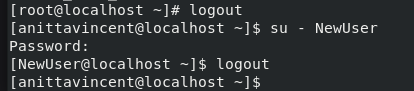 [root@localhost ~]# logout
[anittavincent@localhost ~]$ su - NewUser
Password:
[NewUser@localhost ~]$ logout
[anittavincent@localhost ~]$